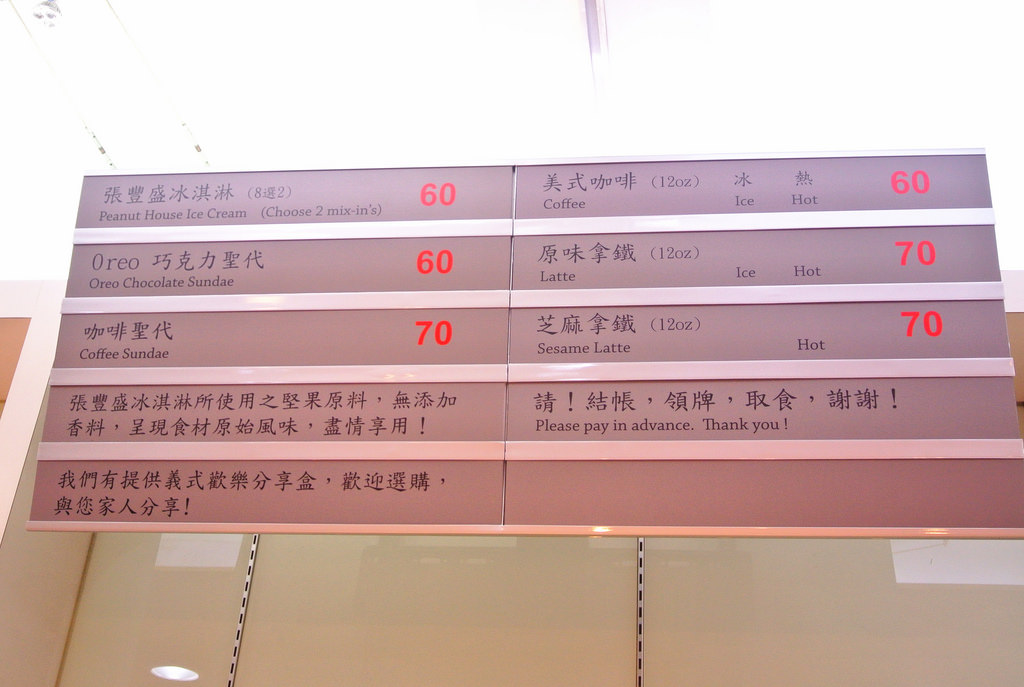 張豐盛冰淇淋 (8選2) 60
Peanut House Ice Cream (Choose 2 mix-in's)
Oreo 巧克力聖代 60
Oreo Chocolate Sundae
咖啡聖代 70
Coffee Sundae
張豐盛冰淇淋所使用之堅果原料，無添加
香料，呈現食材原始風味，盡情享用！
我們有提供義式歡樂分享盒，歡迎選購，
與您家人分享!
美式咖啡 (12oz) 冰 熱 60
Coffee Ice Hot
原味拿鐵 (12oz) 70
Latte Ice Hot
芝麻拿鐵 (12oz) 70
Sesame Latte Hot
請！結帳，領牌，取食，謝謝！
Please pay in advance. Thank you !